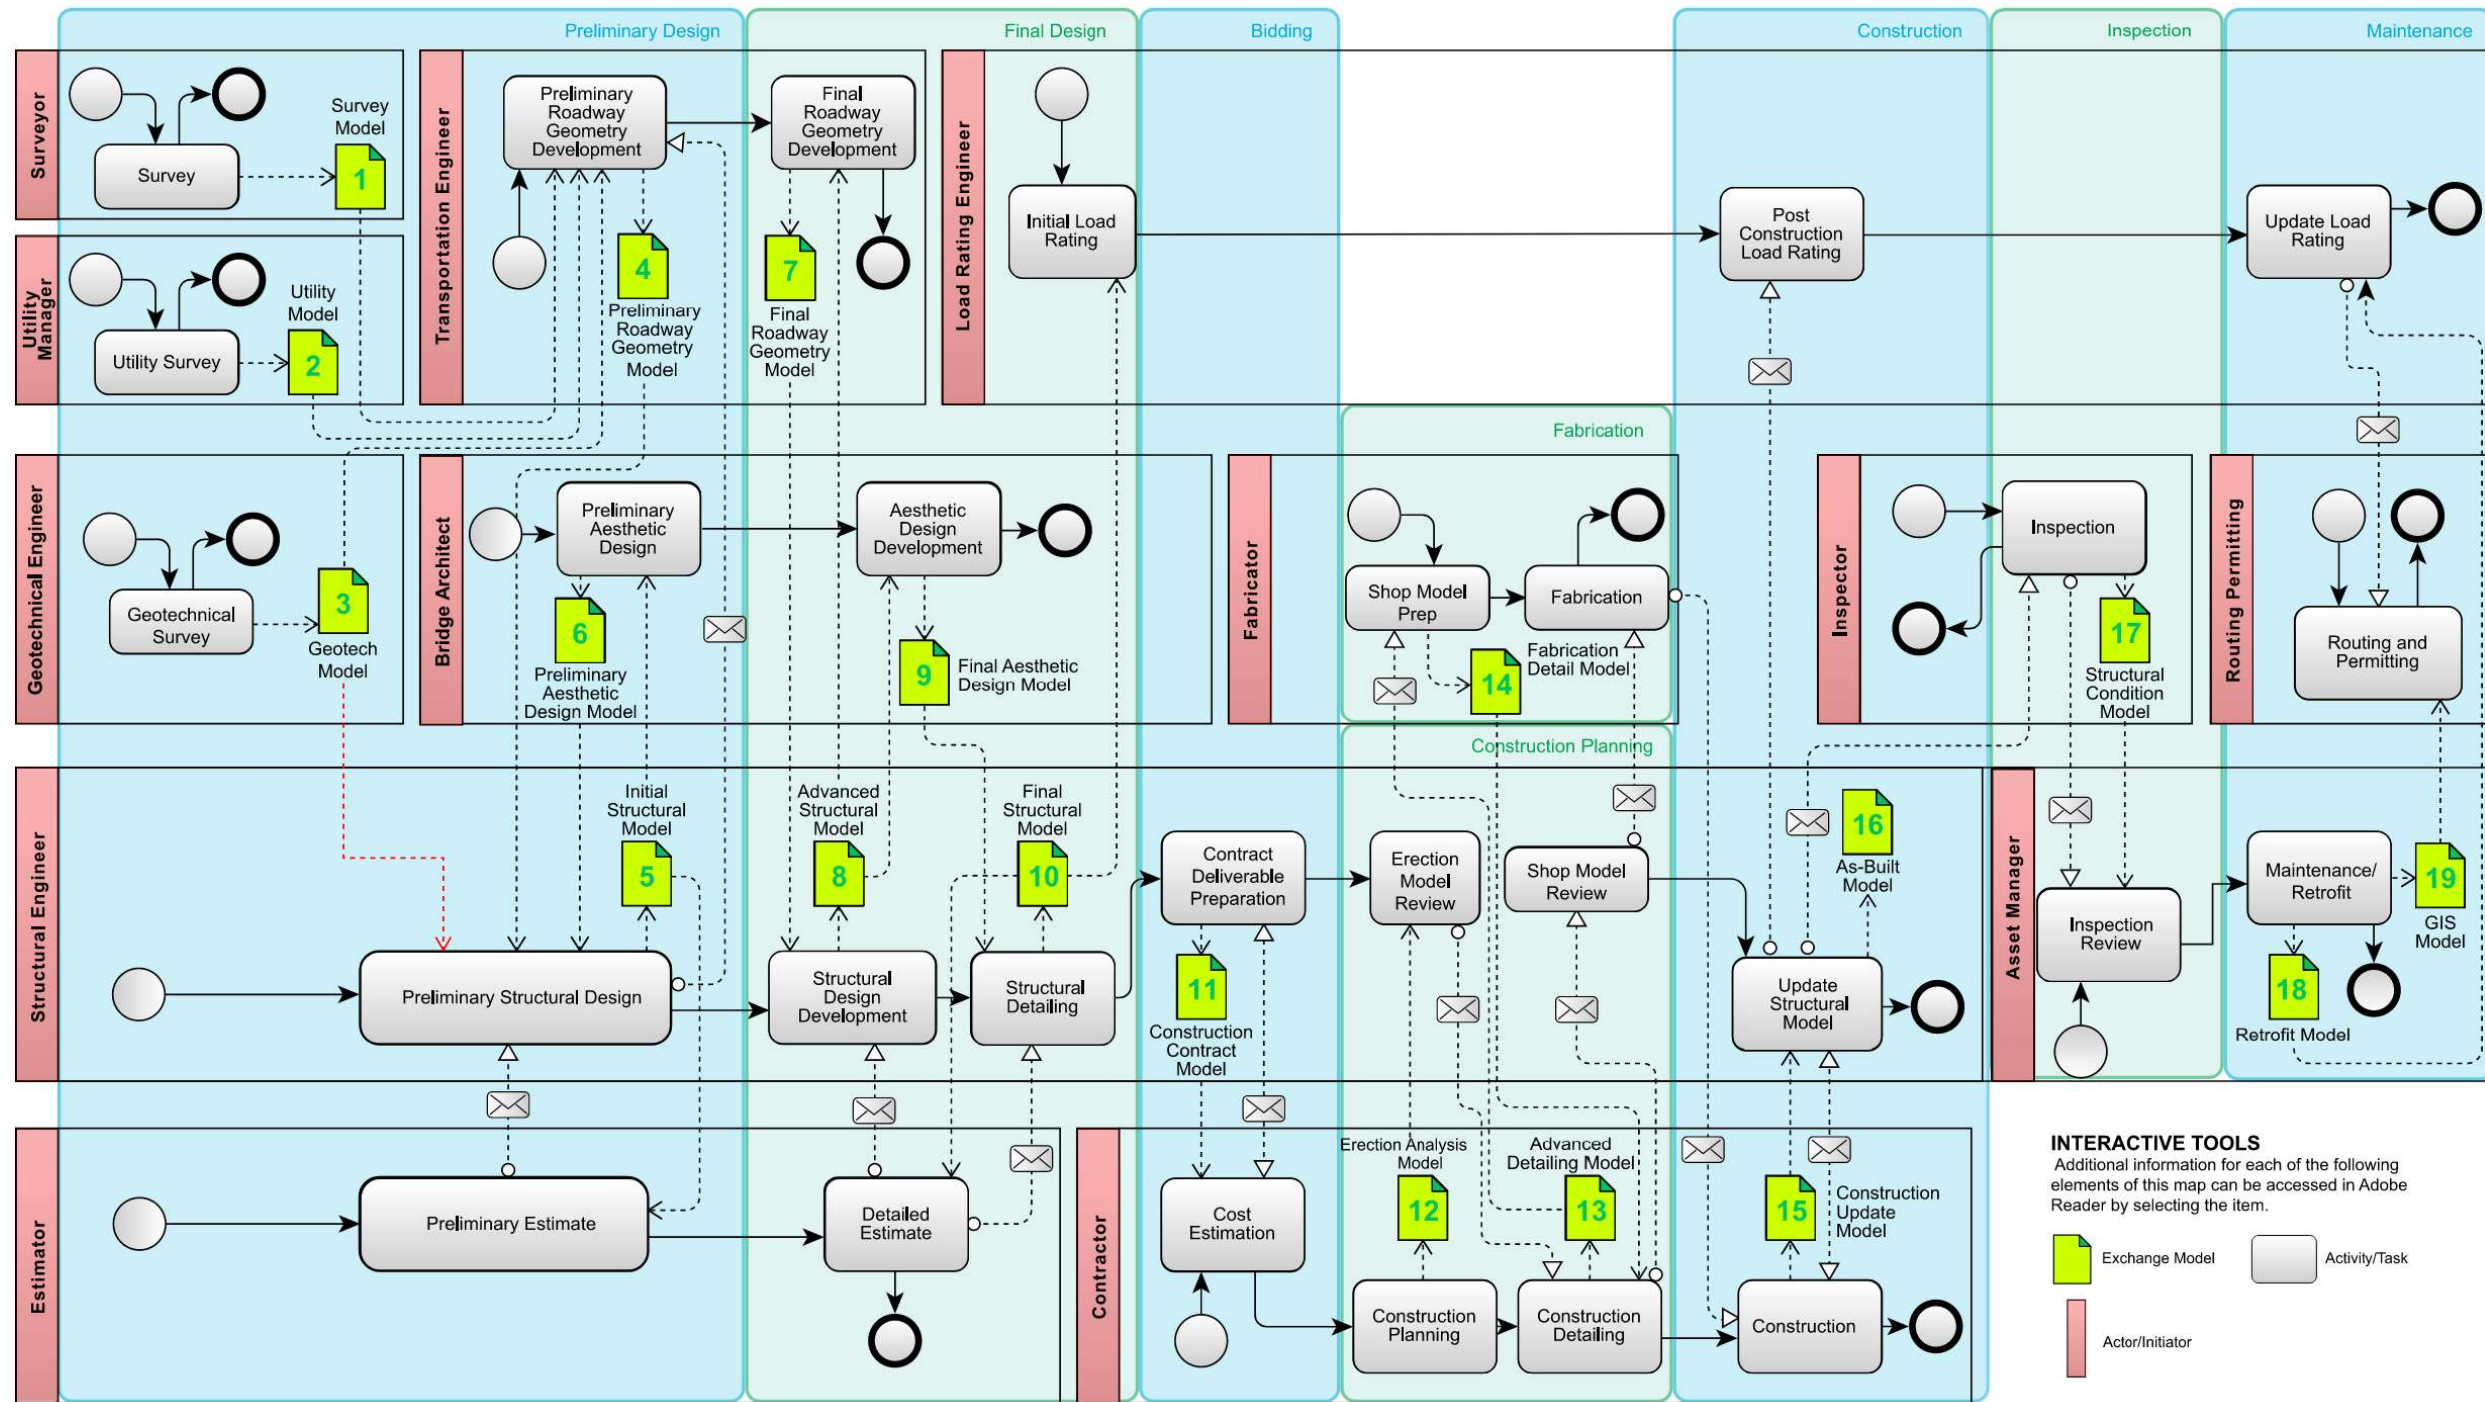 Preliminary Design
Final Design
Bidding
Construction
Inspection
Maintenance
Surveyor
Survey
Survey
Model
1
Utility
Manager
Utility Survey
Utility
Model
2
Transportation Engineer
Preliminary
Roadway
Geometry
Development
4
Preliminary
Roadway
Geometry
Model
Final
Roadway
Geometry
Development
7
Final
Roadway
Geometry
Model
Load Rating Engineer
Initial Load
Rating
Post
Construction
Load Rating
Update Load
Rating
Geotechnical Engineer
Geotechnical
Survey
3
Geotech
Model
Bridge Architect
Preliminary
Aesthetic
Design
6
Preliminary
Aesthetic
Design Model
Aesthetic
Design
Development
9
Final Aesthetic
Design Model
Fabrication
Fabricator
Shop Model
Prep
Fabrication
14
Fabrication
Detail Model
Inspector
Inspection
17
Structural
Condition
Model
Routing Permitting
Routing and
Permitting
Construction Planning
Structural Engineer
Preliminary Structural Design
Initial
Structural
Model
5
Advanced
Structural
Model
8
Structural
Design
Development
Final
Structural
Model
10
Structural
Detailing
Contract
Deliverable
Preparation
11
Construction
Contract
Model
Erection
Model
Review
Shop Model
Review
16
As-Built
Model
Update
Structural
Model
Asset Manager
Inspection
Review
Maintenance/
Retrofit
19
GIS
Model
18
Retrofit Model
Estimator
Preliminary Estimate
Detailed
Estimate
Contractor
Cost
Estimation
Erection Analysis
Model
12
Construction
Planning
Advanced
Detailing Model
13
Construction
Detailing
15
Construction
Update
Model
Construction
INTERACTIVE TOOLS
Additional information for each of the following
elements of this map can be accessed in Adobe
Reader by selecting the item.
Exchange Model
Activity/Task
Actor/Initiator